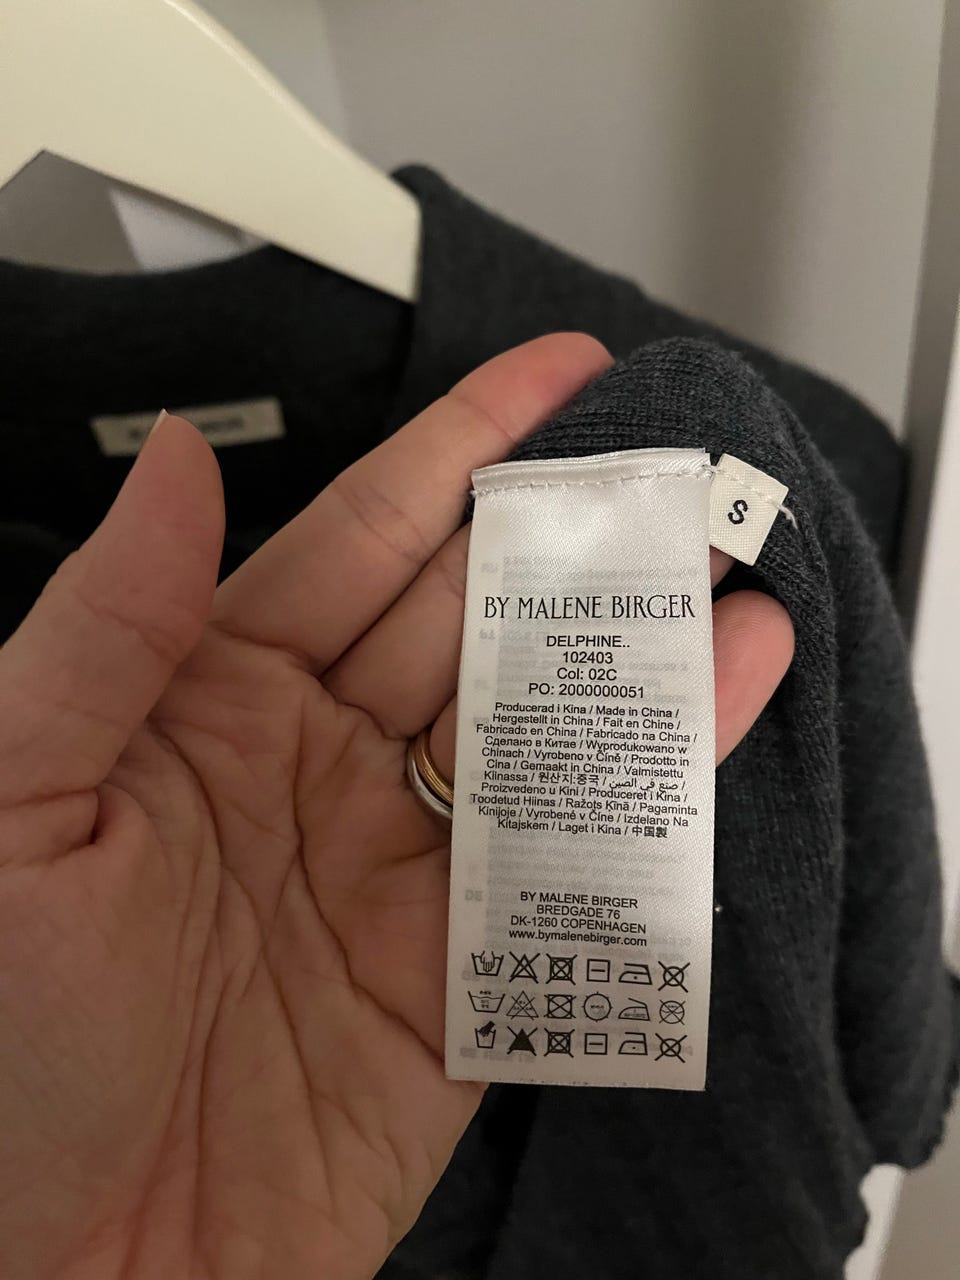 S
BY MALENE BIRGER
DELPHINE..
102403
Col: 02C
PO: 2000000051
Producerad i Kina / Made in China /
Hergestellt in China / Fait en Chine /
Fabricado en China / Fabricado na China /
Сделано в Китае / Wyprodukowano w
Chinach / Vyrobeno v Číně / Prodotto in
Cina / Gemaakt in China / Valmistettu
Kiinassa / 원산지:중국 / صنع في الصين /
Proizvedeno u Kini / Produceret i Kina /
Toodetud Hiinas / Ražots Ķīnā / Pagaminta
Kinijoje / Vyrobené v Číne / Izdelano Na
Kitajskem / Laget i Kina / 中国製
BY MALENE BIRGER
BREDGADE 76
DK-1260 COPENHAGEN
www.bymalenebirger.com